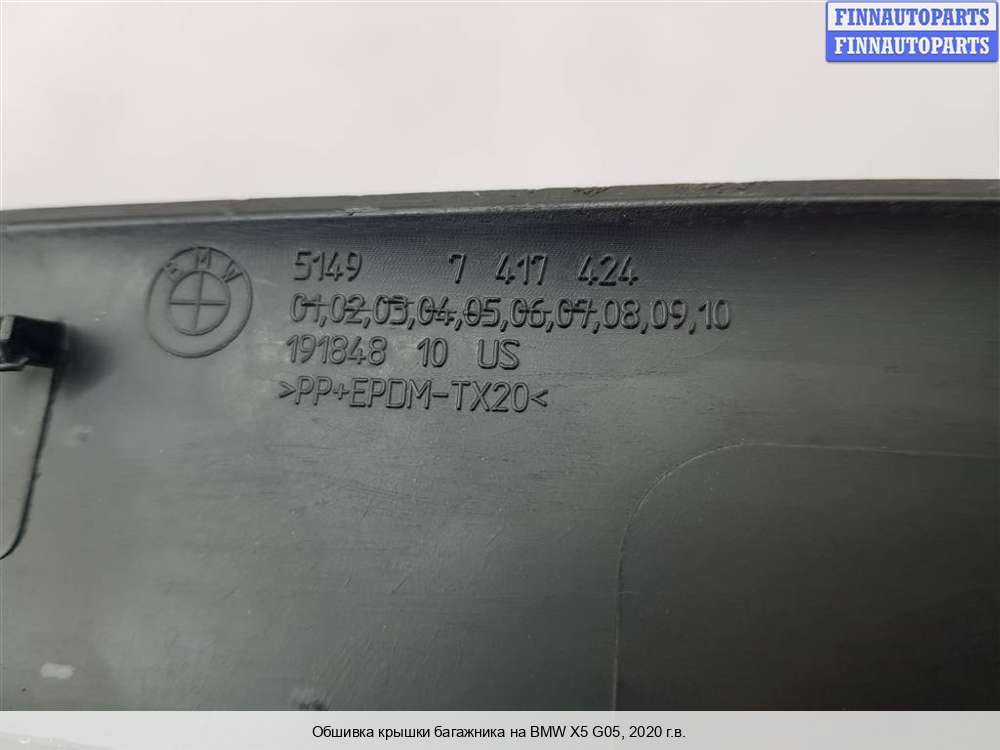 FINNAUTOPARTS
FINNAUTOPARTS
BMW
5149 7 417 424
01,02,03,04,05,06,07,08,09,10
191848 10 US
>PP+EPDM-TX20<
Обшивка крышки багажника на BMW X5 G05, 2020 г.в.